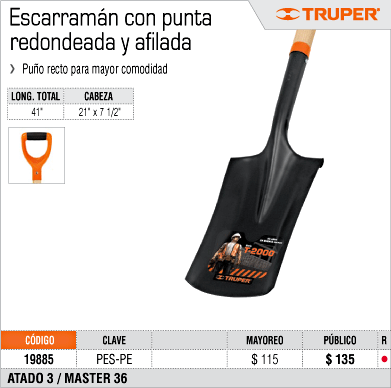 Escarramán con punta
redondeada y afilada
TRUPER®
› Puño recto para mayor comodidad
LONG. TOTAL CABEZA
41" 21" x 7 1/2"
T-2000
TRUPER
CÓDIGO CLAVE MAYOREO PÚBLICO R
19885 PES-PE $ 115 $ 135 •
ATADO 3 / MASTER 36